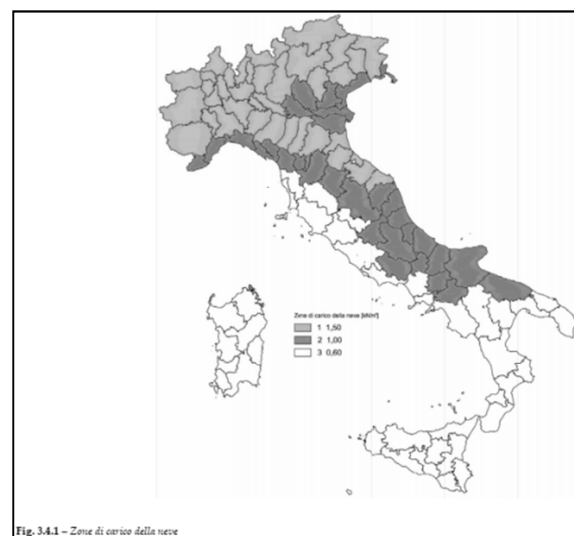 Zone di carico della neve [kN/m²]
1 1,50
2 1,00
3 0,60
Fig. 3.4.1 – Zone di carico della neve